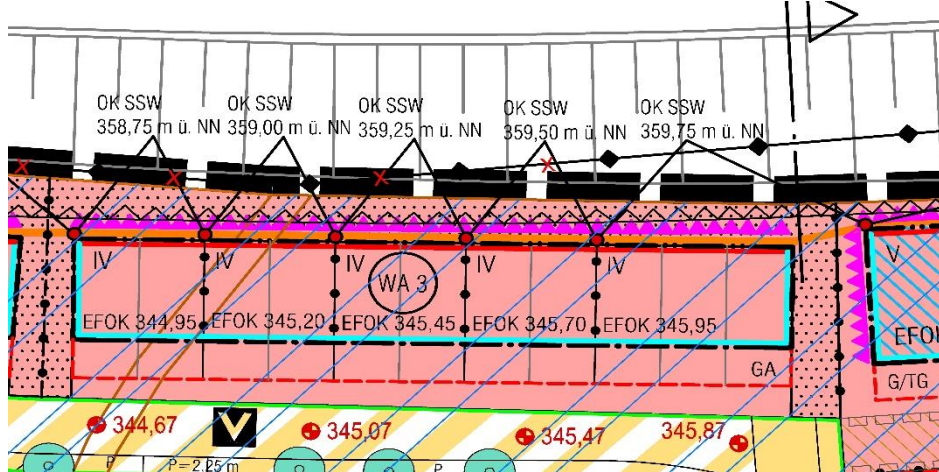 OK SSW
358,75 m ü. NN
OK SSW
359,00 m ü. NN
OK SSW
359,25 m ü. NN
OK SSW
359,50 m ü. NN
OK SSW
359,75 m ü. NN
IV
IV
IV
IV
IV
V
WA 3
EFOK 344,95
EFOK 345,20
EFOK 345,45
EFOK 345,70
EFOK 345,95
EFO
GA
G/TG
344,67
V
345,07
345,47
345,87
P
P=2,25 m
P